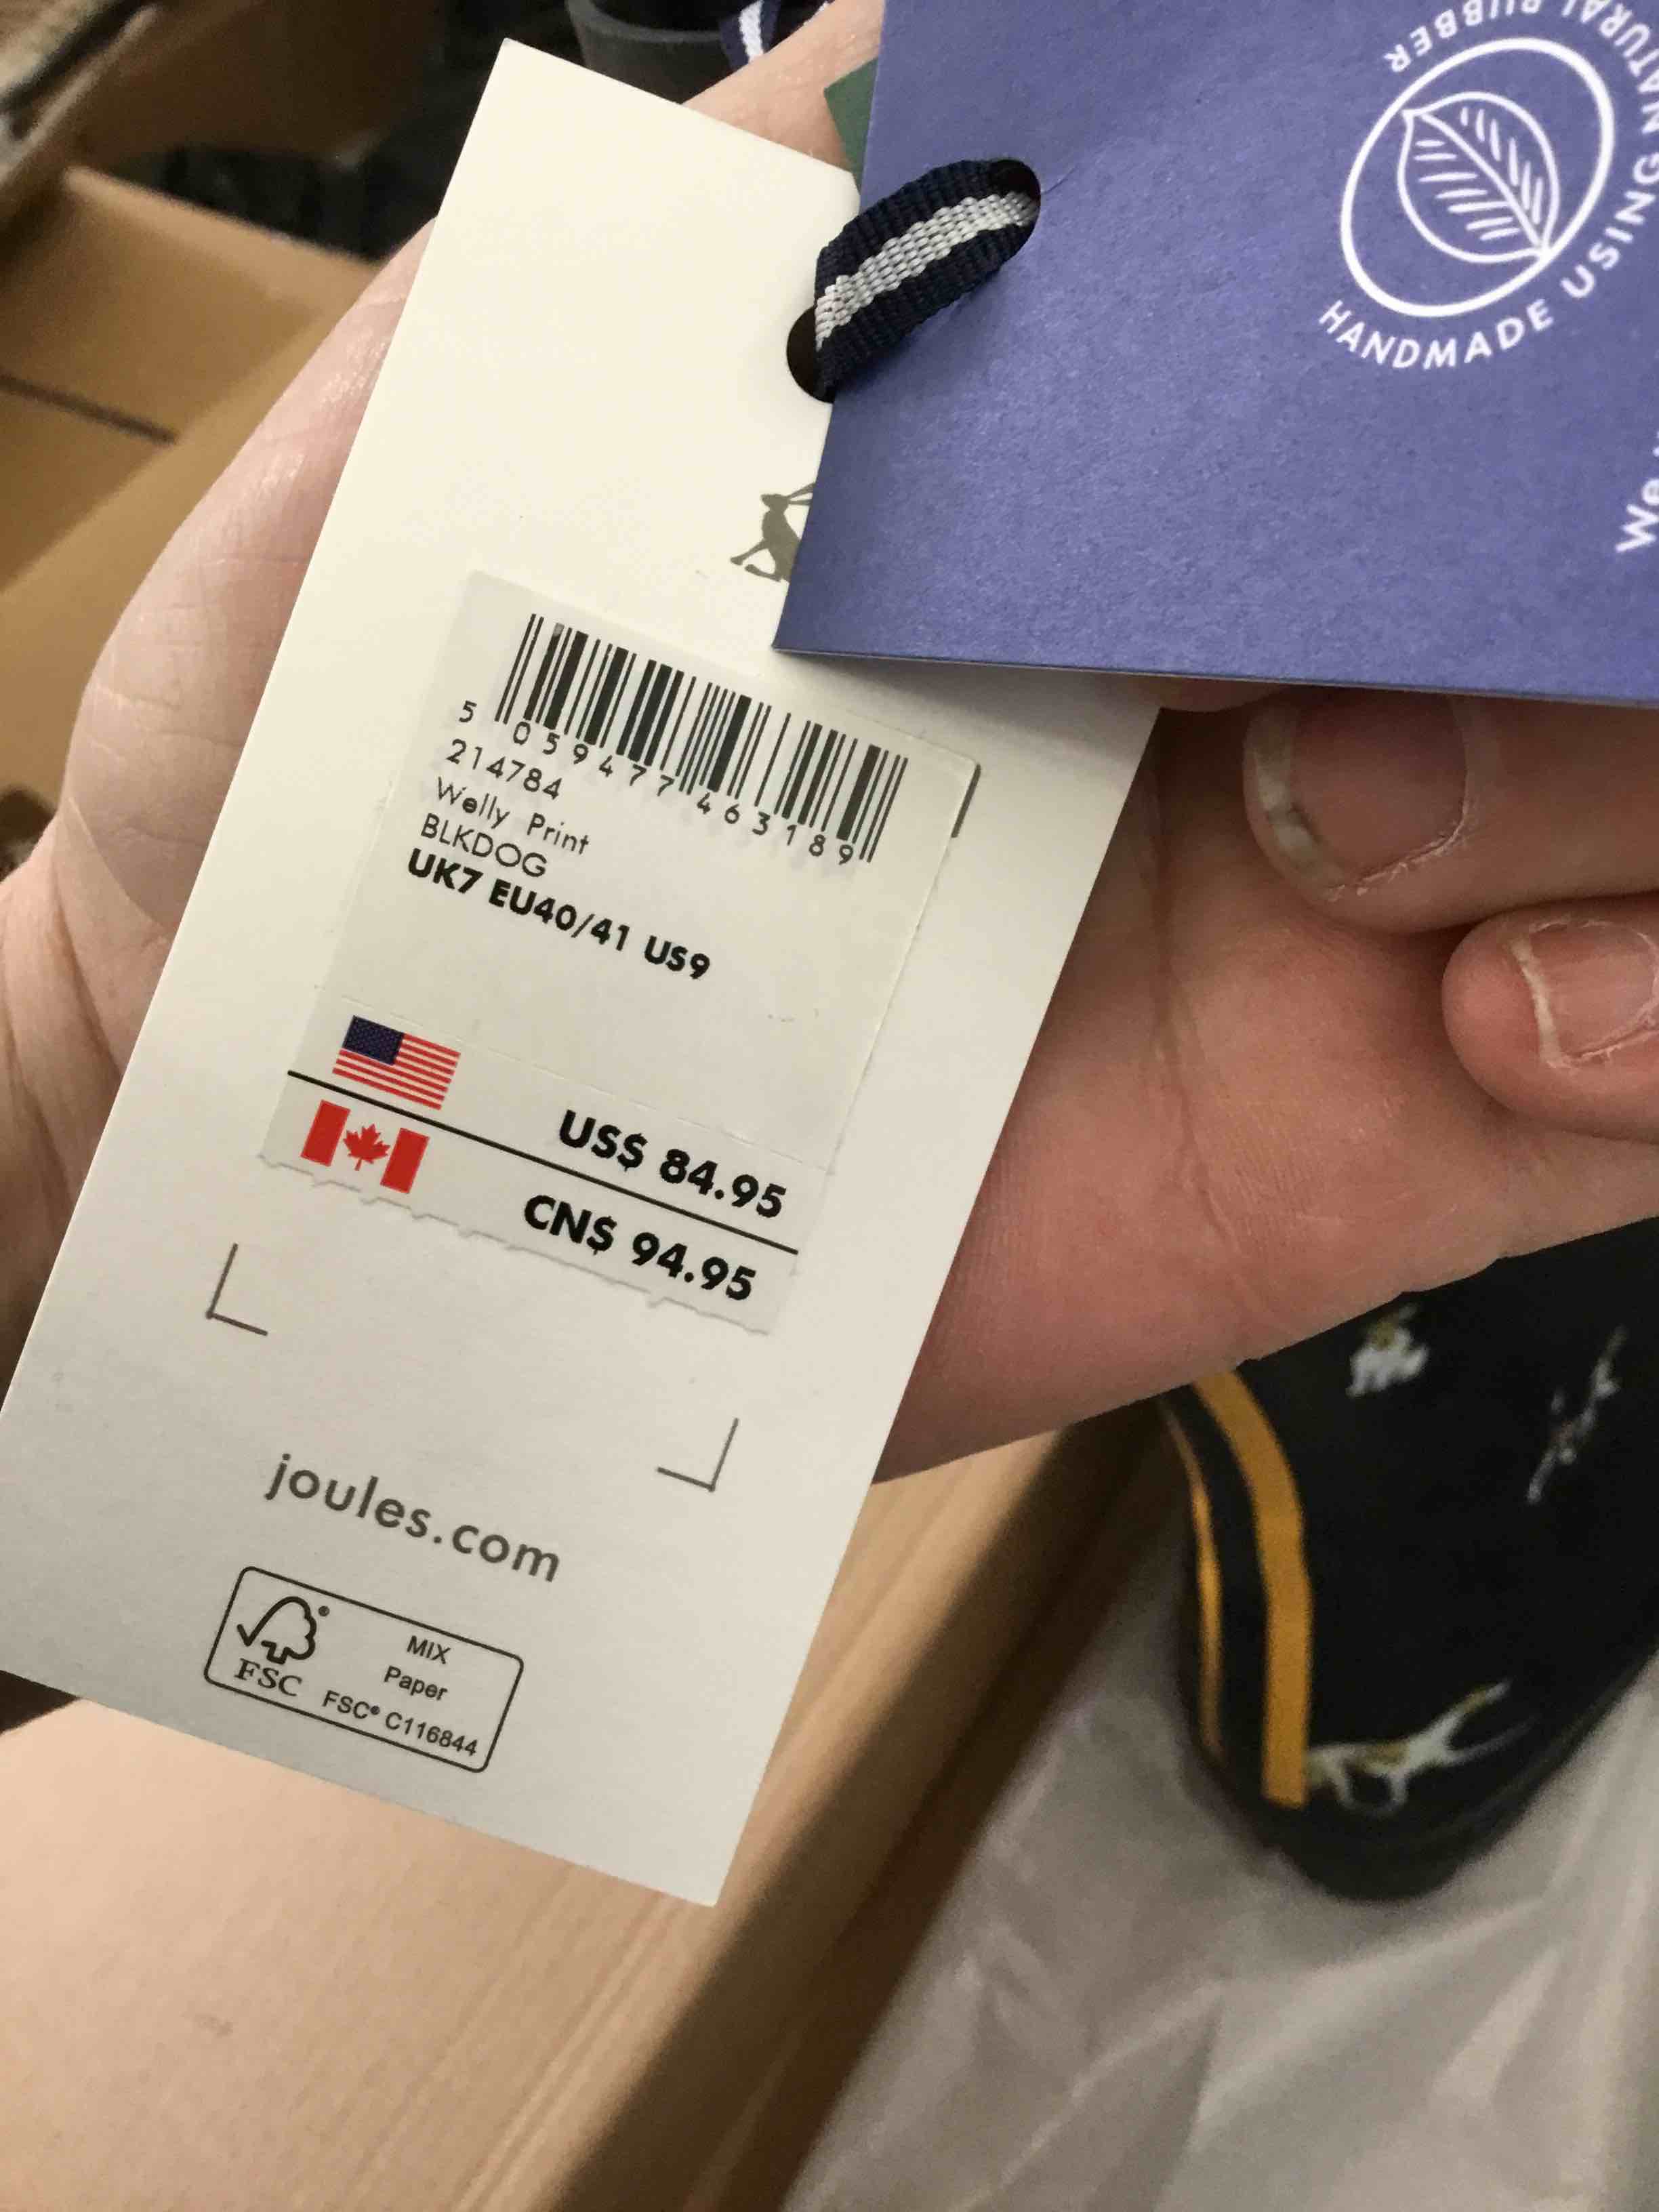 HANDMADE USING NATURAL RUBBER
We
5 059477 463189
214784
Welly Print
BLKDOG
UK7 EU40/41 US9
US$ 84.95
CN$ 94.95
joules.com
FSC®
MIX
Paper
FSC® C116844